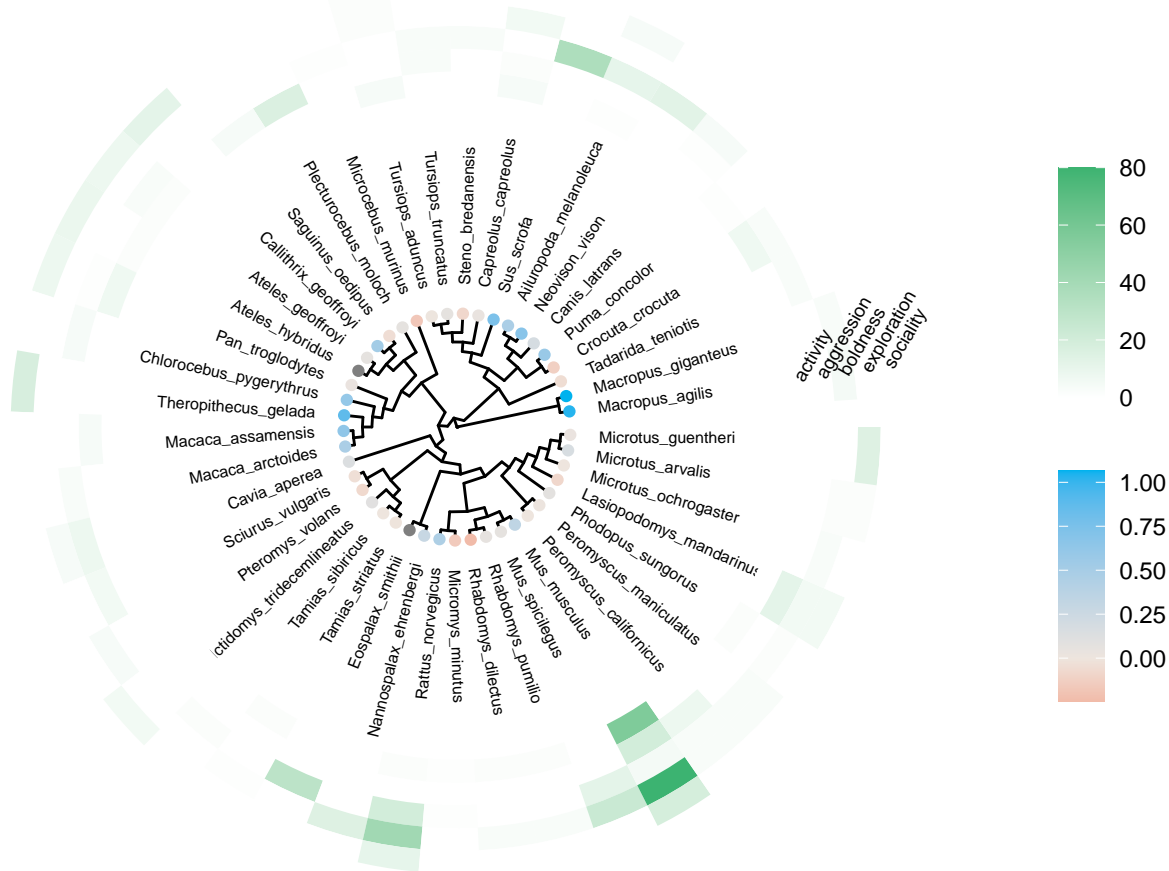 Plecturocebus_moloch
Microcebus_murinus
Tursiops_aduncus
Tursiops_truncatus
Steno_bredanensis
Capreolus_capreolus
Sus_scrofa
Ailuropoda_melanoleuca
Neovison_vison
Canis_latrans
Puma_concolor
Crocuta_crocuta
Tadarida_teniotis
Macropus_giganteus
Macropus_agilis
Microtus_guentheri
Microtus_arvalis
Microtus_ochrogaster
Lasiopodomys_mandarinus
Phodopus_sungorus
Peromyscus_maniculatus
Peromyscus_californicus
Mus_musculus
Mus_spicilegus
Rhabdomys_pumilio
Rhabdomys_dilectus
Micromys_minutus
Rattus_norvegicus
Nannospalax_ehrenbergi
Eospalax_smithii
Tamias_striatus
Tamias_sibiricus
ctidomys_tridecemlineatus
Pteromys_volans
Sciurus_vulgaris
Cavia_aperea
Macaca_arctoides
Macaca_assamensis
Theropithecus_gelada
Chlorocebus_pygerythrus
Pan_troglodytes
Ateles_hybridus
Ateles_geoffroyi
Callithrix_geoffroyi
Saguinus_oedipus
activity
aggression
boldness
exploration
sociality
80
60
40
20
0
1.00
0.75
0.50
0.25
0.00